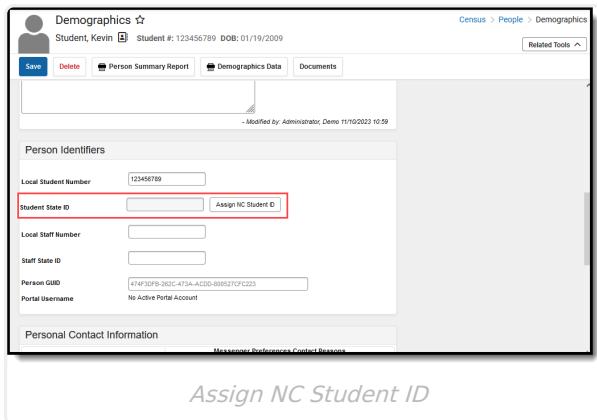 Demographics ☆
Census > People > Demographics
Student, Kevin Student #: 123456789 DOB: 01/19/2009
Related Tools
Save Delete Person Summary Report Demographics Data Documents
- Modified by: Administrator, Demo 11/10/2023 10:59
Person Identifiers
Local Student Number 123456789
Student State ID Assign NC Student ID
Local Staff Number
Staff State ID
Person GUID 474F3DFB-262C-473A-ACDD-800527CFC223
Portal Username No Active Portal Account
Personal Contact Information
Messenger Preferences Contact Reasons
Assign NC Student ID